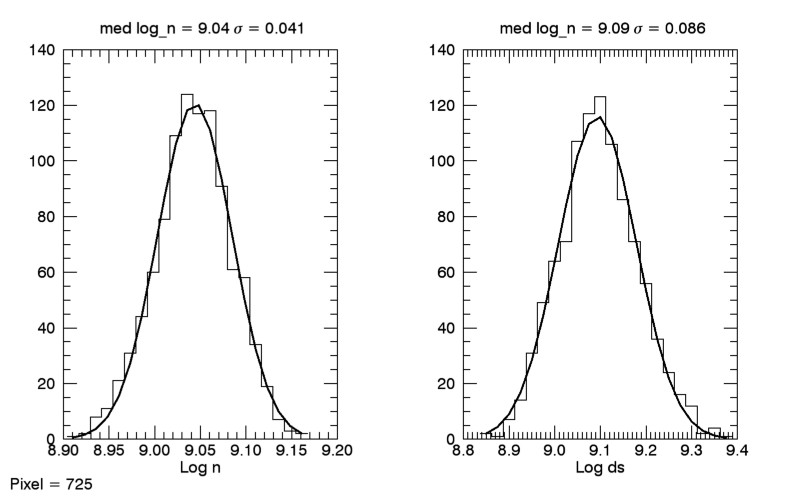 med log_n = 9.04 σ = 0.041
med log_n = 9.09 σ = 0.086
140
120
100
80
60
40
20
0
8.90 8.95 9.00 9.05 9.10 9.15 9.20
Log n
140
120
100
80
60
40
20
0
8.8 8.9 9.0 9.1 9.2 9.3 9.4
Log ds
Pixel = 725